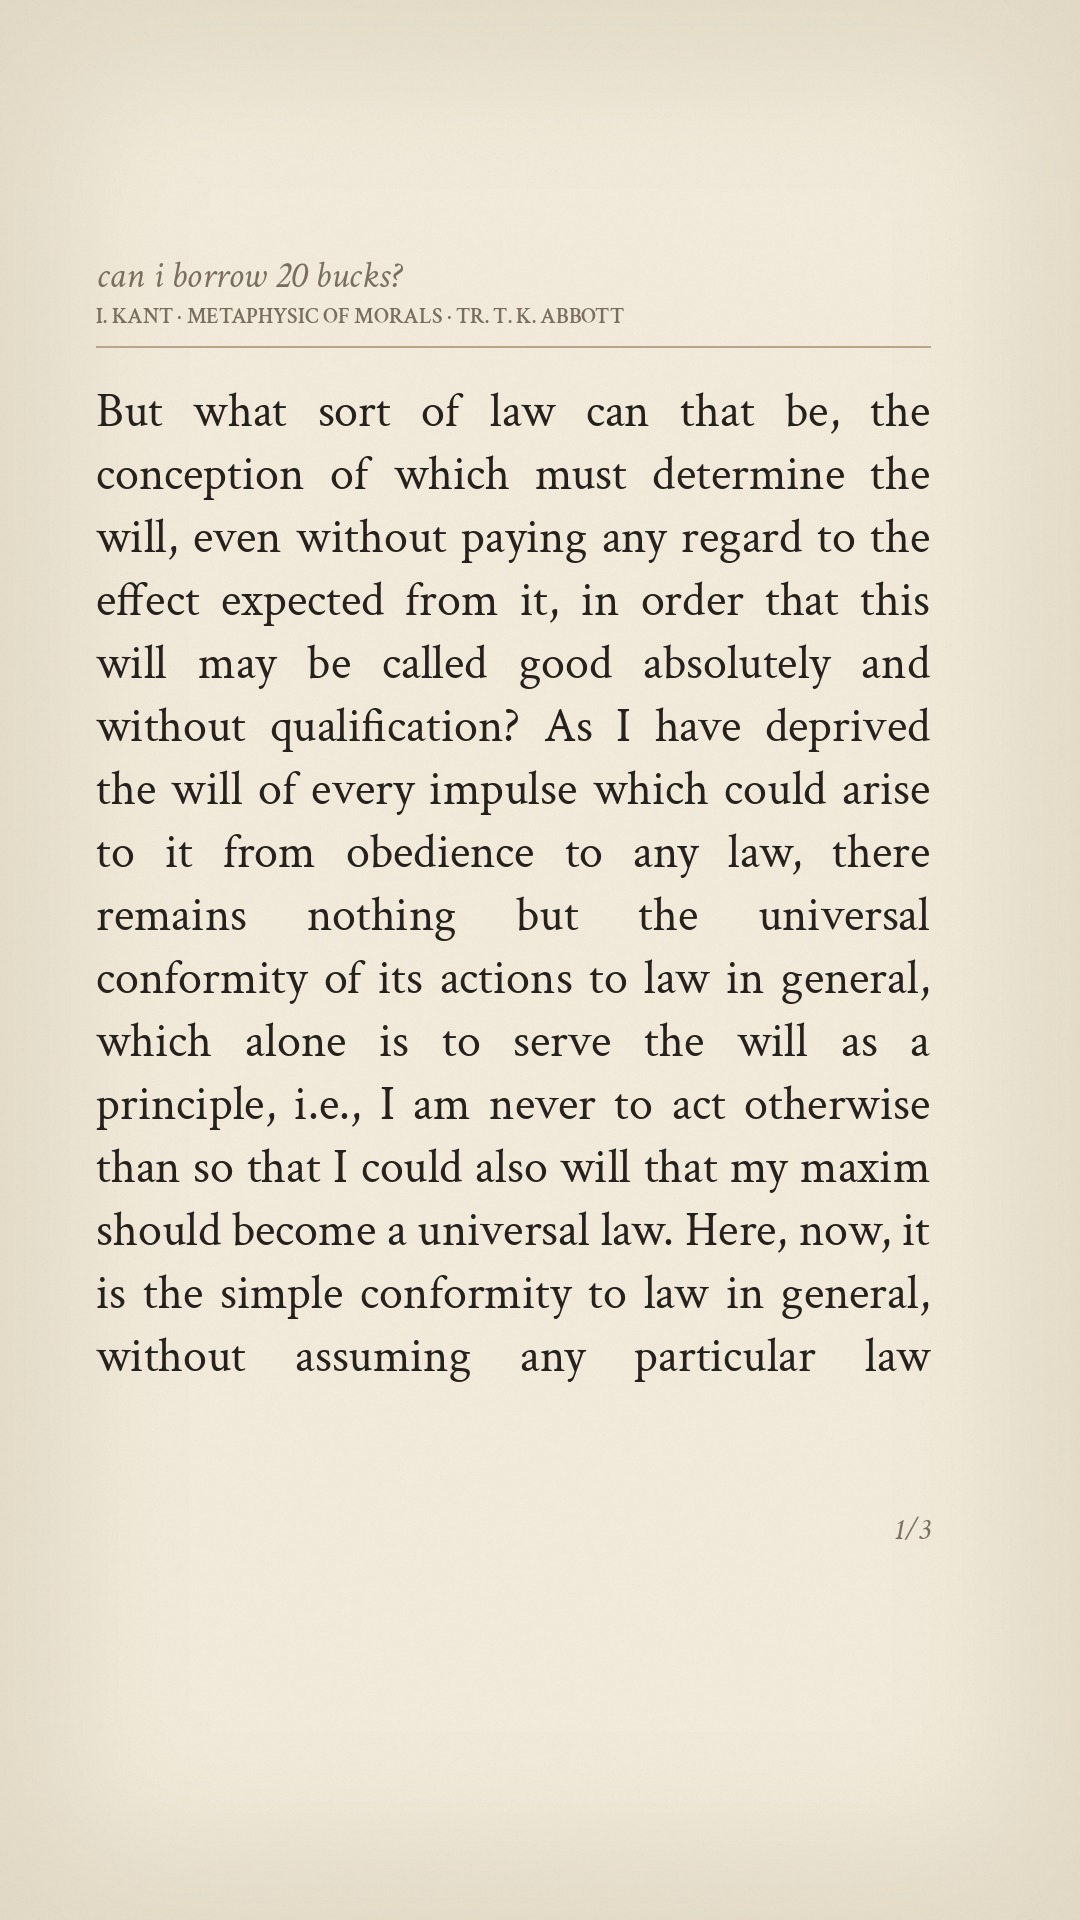 can i borrow 20 bucks?
I. KANT · METAPHYSIC OF MORALS · TR. T. K. ABBOTT
But what sort of law can that be, the
conception of which must determine the
will, even without paying any regard to the
effect expected from it, in order that this
will may be called good absolutely and
without qualification? As I have deprived
the will of every impulse which could arise
to it from obedience to any law, there
remains nothing but the universal
conformity of its actions to law in general,
which alone is to serve the will as a
principle, i.e., I am never to act otherwise
than so that I could also will that my maxim
should become a universal law. Here, now, it
is the simple conformity to law in general,
without assuming any particular law
1/3